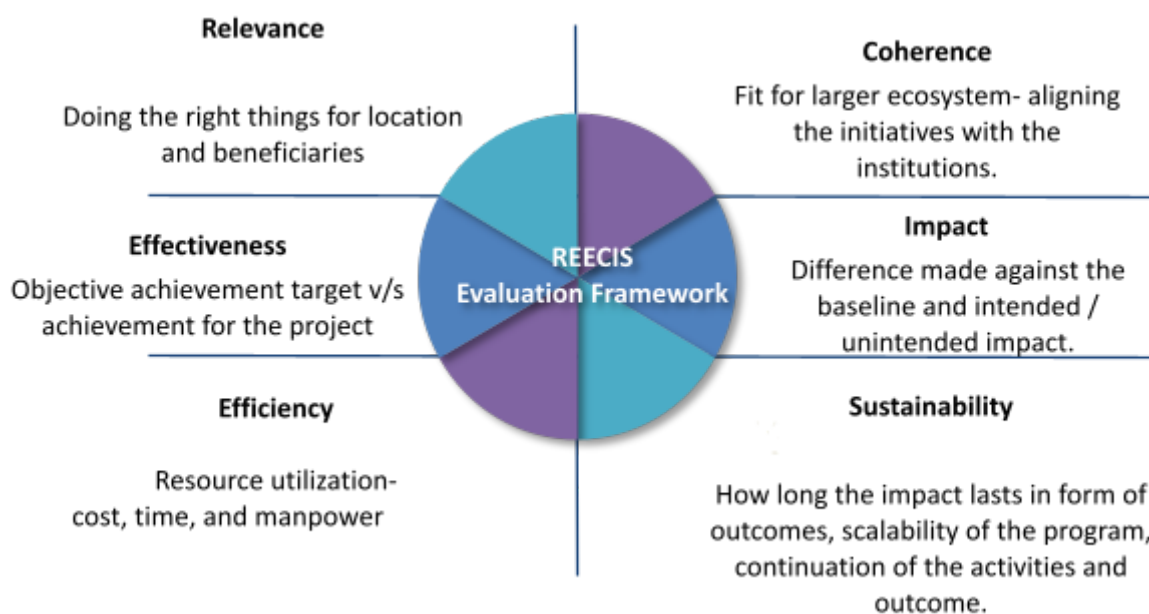 Relevance
Doing the right things for location
and beneficiaries
Effectiveness
Objective achievement target v/s
achievement for the project
Efficiency
Resource utilization-
cost, time, and manpower
REECIS
Evaluation Framework
Coherence
Fit for larger ecosystem- aligning
the initiatives with the
institutions.
Impact
Difference made against the
baseline and intended /
unintended impact.
Sustainability
How long the impact lasts in form of
outcomes, scalability of the program,
continuation of the activities and
outcome.